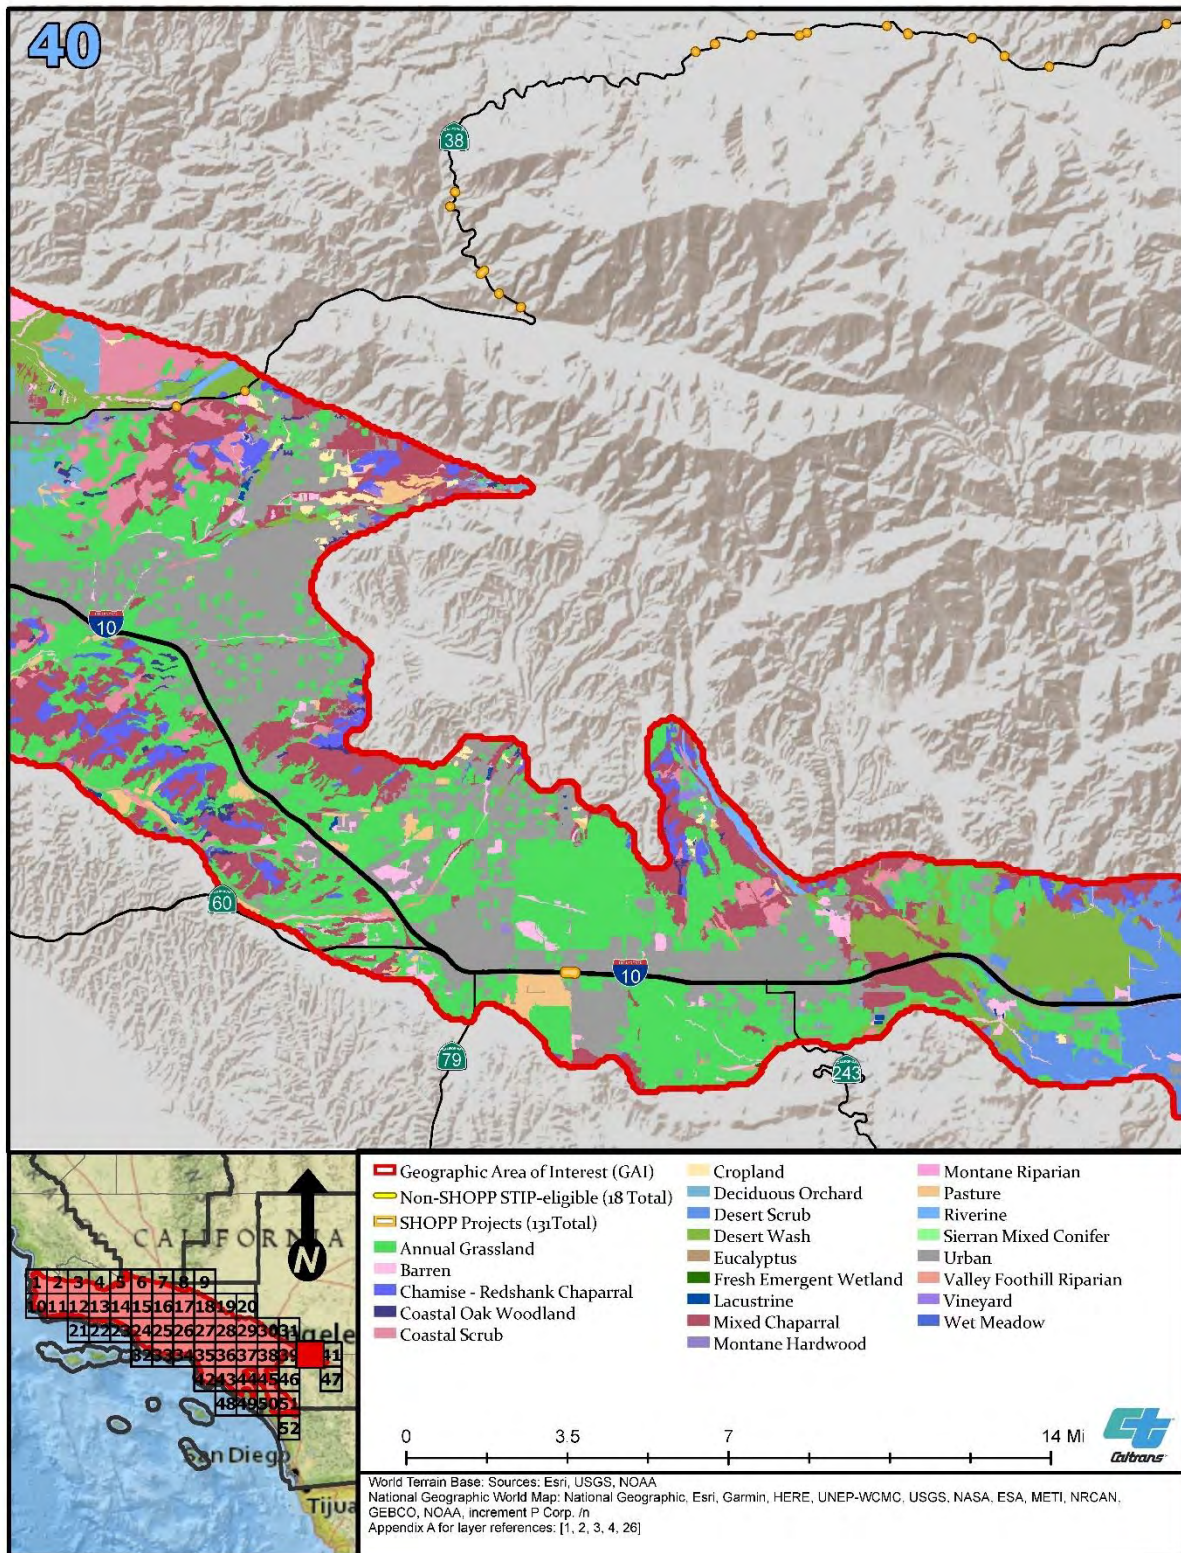 40
38
10
60
10
79
243
CALIFORNIA
N
1 2 3 4 5 6 7 8 9
10 11 12 13 14 15 16 17 18 19 20
21 22 23 24 25 26 27 28 29 30 31
ngele
32 33 34 35 36 37 38 39 41
42 43 44 45 46 47
48 49 50 51
52
San Diego
Tijua
Geographic Area of Interest (GAI)
Non-SHOPP STIP-eligible (18 Total)
SHOPP Projects (131Total)
Annual Grassland
Barren
Chamise - Redshank Chaparral
Coastal Oak Woodland
Coastal Scrub
Cropland
Deciduous Orchard
Desert Scrub
Desert Wash
Eucalyptus
Fresh Emergent Wetland
Lacustrine
Mixed Chaparral
Montane Hardwood
Montane Riparian
Pasture
Riverine
Sierran Mixed Conifer
Urban
Valley Foothill Riparian
Vineyard
Wet Meadow
0 3.5 7 14 Mi
Caltrans
World Terrain Base: Sources: Esri, USGS, NOAA
National Geographic World Map: National Geographic, Esri, Garmin, HERE, UNEP-WCMC, USGS, NASA, ESA, METI, NRCAN,
GEBCO, NOAA, increment P Corp. /n
Appendix A for layer references: [1, 2, 3, 4, 26]